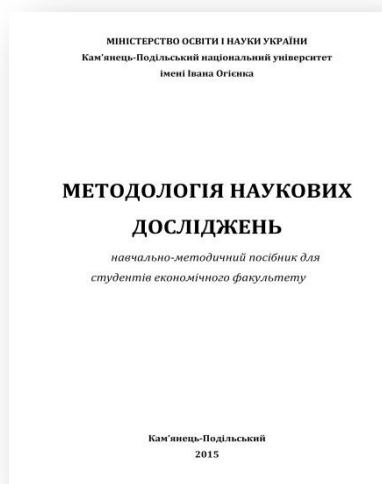 МІНІСТЕРСТВО ОСВІТИ І НАУКИ УКРАЇНИ
Кам'янець-Подільський національний університет
імені Івана Огієнка
МЕТОДОЛОГІЯ НАУКОВИХ
ДОСЛІДЖЕНЬ
навчально-методичний посібник для
студентів економічного факультету
Кам'янець-Подільський
2015